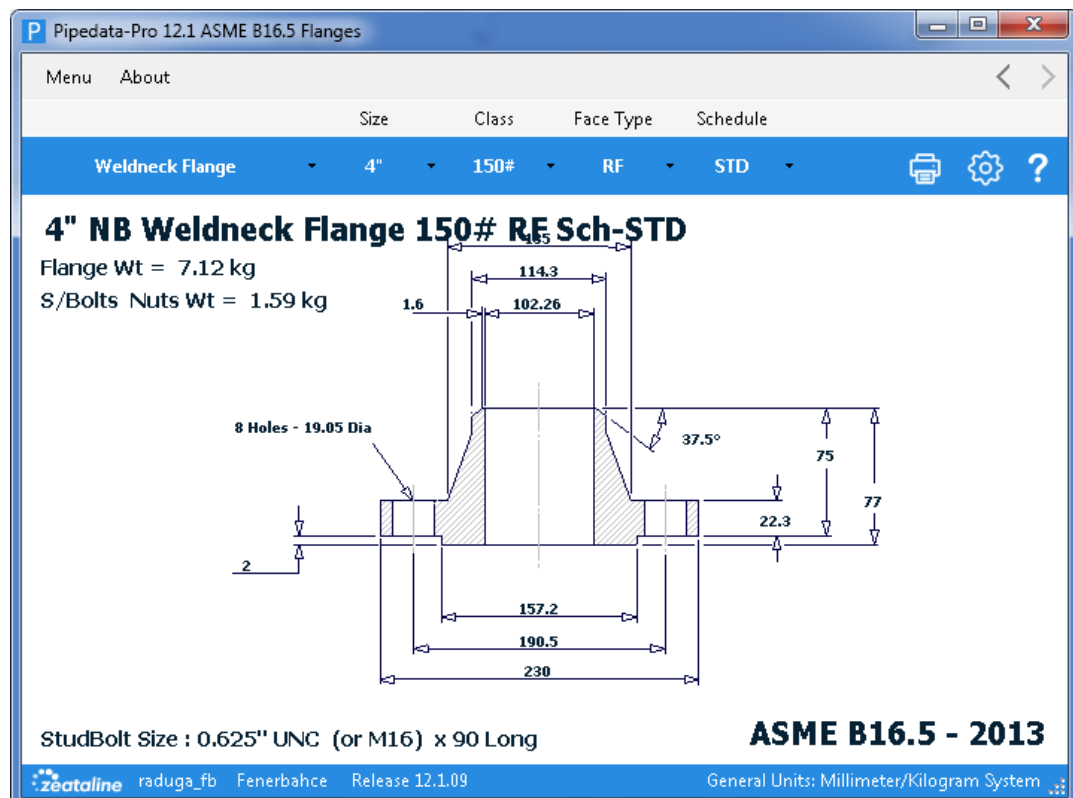 Pipedata-Pro 12.1 ASME B16.5 Flanges
Menu About
Size Class Face Type Schedule
Weldneck Flange 4" 150# RF STD
4" NB Weldneck Flange 150# RF Sch-STD
135
Flange Wt = 7.12 kg
114.3
S/Bolts Nuts Wt = 1.59 kg
1.6 102.26
8 Holes - 19.05 Dia
37.5°
75
77
22.3
2
157.2
190.5
230
StudBolt Size : 0.625" UNC (or M16) x 90 Long
ASME B16.5 - 2013
zeataline raduga_fb Fenerbahce Release 12.1.09 General Units: Millimeter/Kilogram System